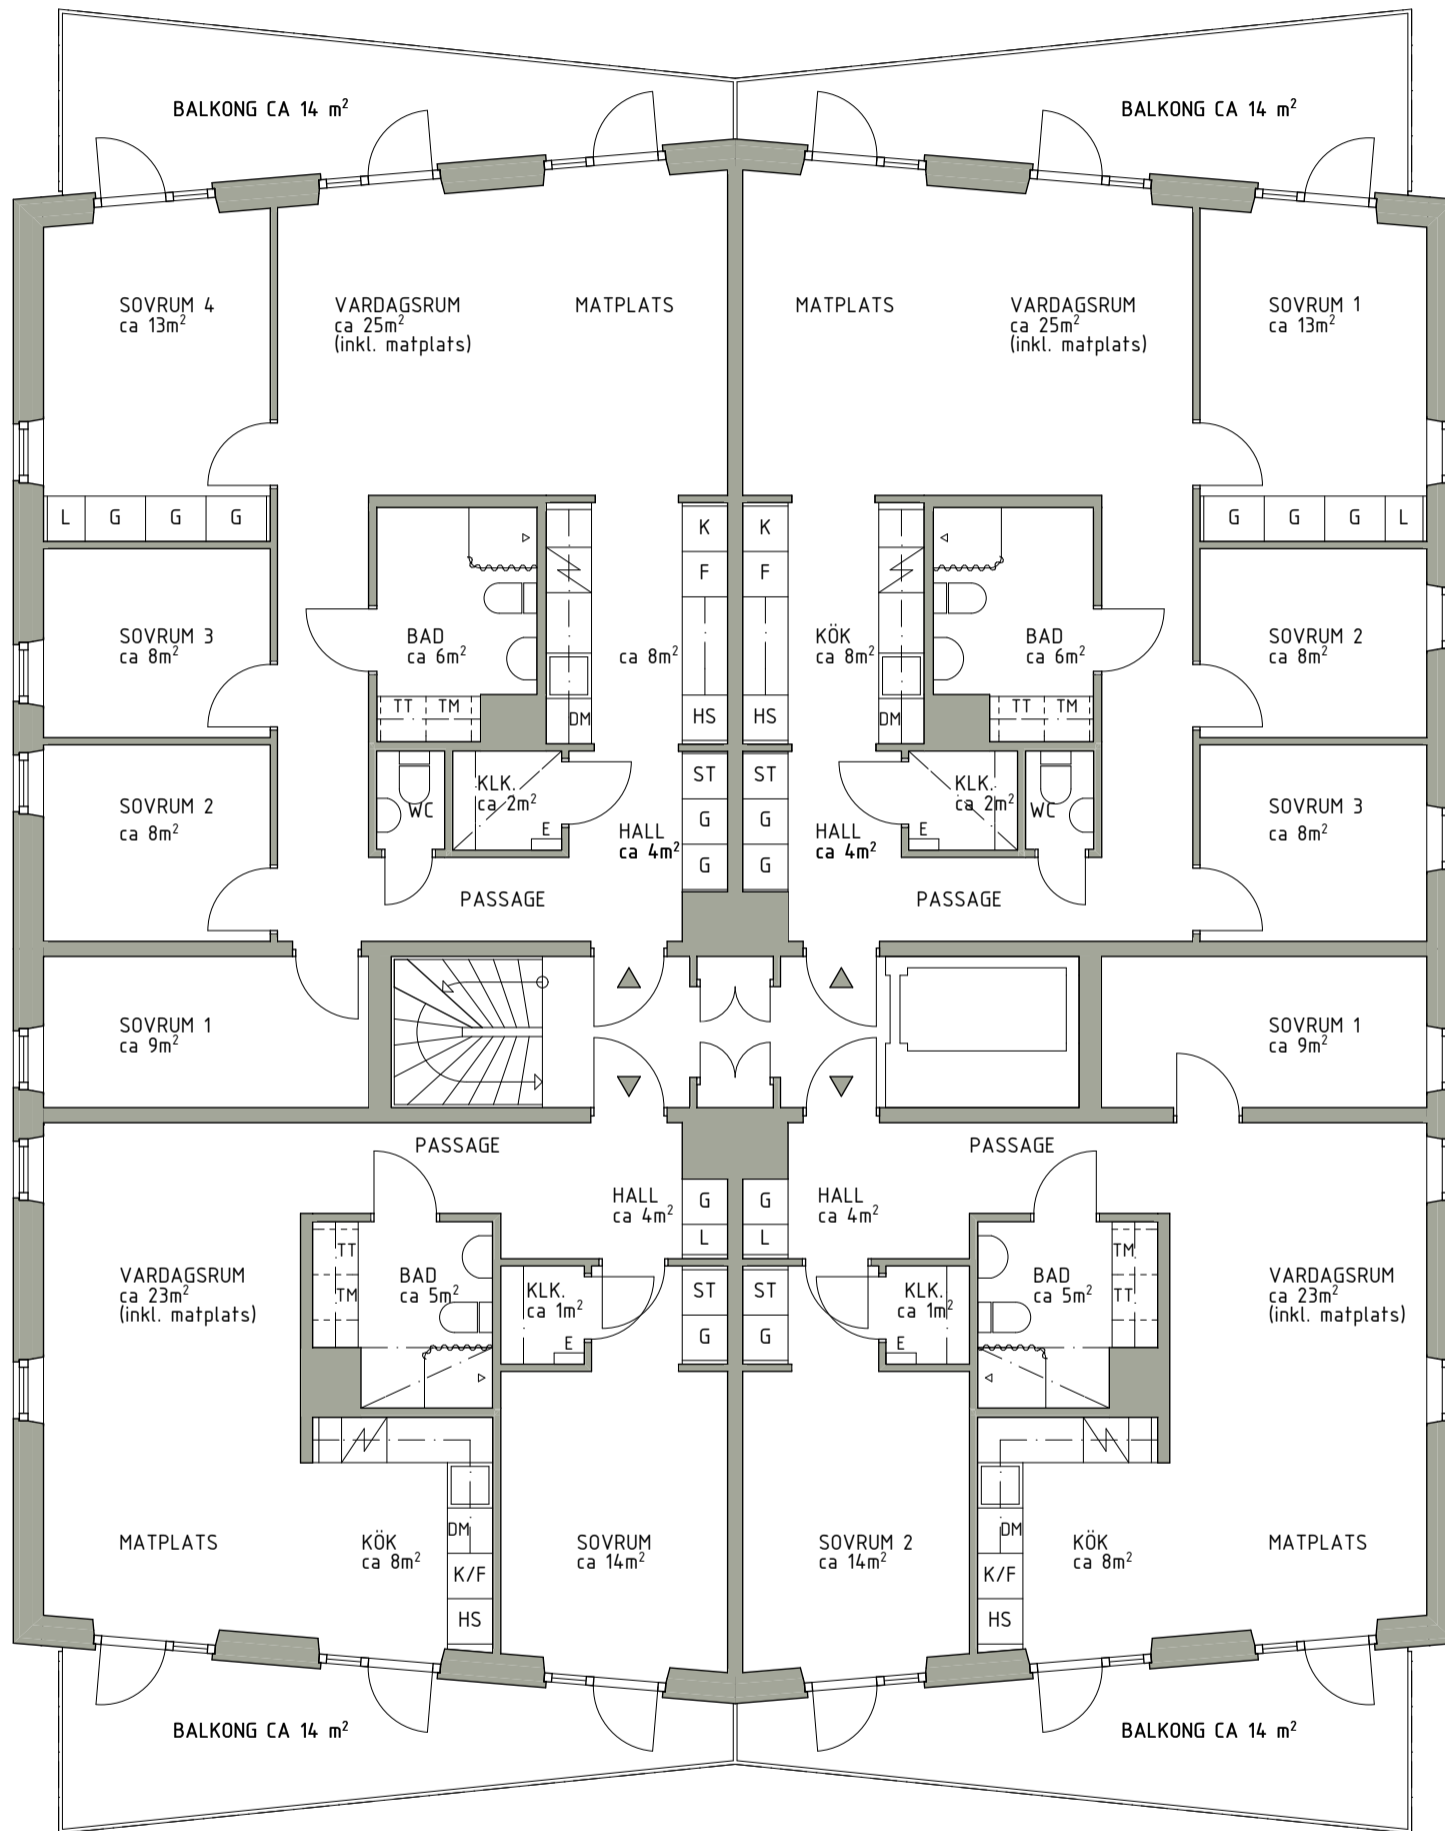 BALKONG CA 14 m²
BALKONG CA 14 m²
SOVRUM 4
ca 13m²
VARDAGSRUM
ca 25m²
(inkl. matplats)
MATPLATS
MATPLATS
VARDAGSRUM
ca 25m²
(inkl. matplats)
SOVRUM 1
ca 13m²
L G G G
K K
G G G L
F F
SOVRUM 3
ca 8m²
BAD
ca 6m²
ca 8m²
KÖK
ca 8m²
BAD
ca 6m²
SOVRUM 2
ca 8m²
TT TM
DM
HS HS
DM
TT TM
SOVRUM 2
ca 8m²
WC
KLK.
ca 2m²
E
ST ST
G G
G G
HALL
ca 4m²
HALL
ca 4m²
KLK.
ca 2m²
E
WC
SOVRUM 3
ca 8m²
PASSAGE
PASSAGE
SOVRUM 1
ca 9m²
SOVRUM 1
ca 9m²
PASSAGE
PASSAGE
HALL
ca 4m²
G G
L L
HALL
ca 4m²
VARDAGSRUM
ca 23m²
(inkl. matplats)
TT
TM
BAD
ca 5m²
KLK.
ca 1m²
E
ST ST
G G
KLK.
ca 1m²
E
BAD
ca 5m²
TM
TT
VARDAGSRUM
ca 23m²
(inkl. matplats)
MATPLATS
KÖK
ca 8m²
DM
K/F
HS
SOVRUM
ca 14m²
SOVRUM 2
ca 14m²
DM
K/F
HS
KÖK
ca 8m²
MATPLATS
BALKONG CA 14 m²
BALKONG CA 14 m²